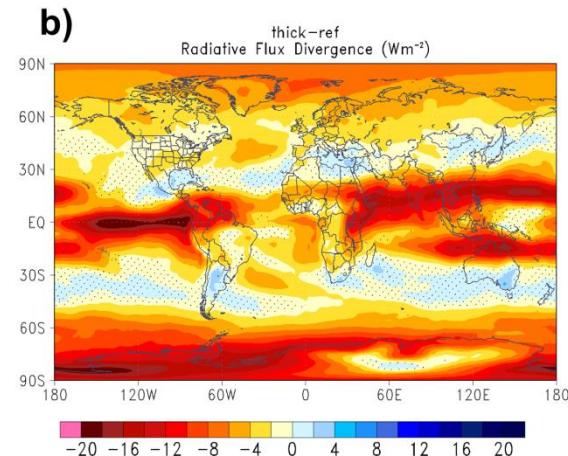 b)
thick-ref
Radiative Flux Divergence (Wm⁻²)
90N
60N
30N
EQ
30S
60S
90S
180 120W 60W 0 60E 120E 180
-20 -16 -12 -8 -4 0 4 8 12 16 20